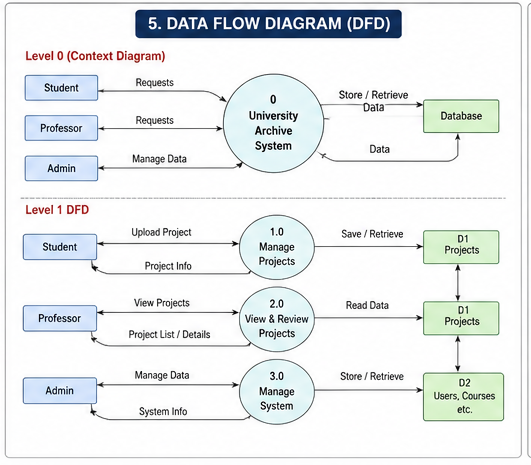 5. DATA FLOW DIAGRAM (DFD)
Level 0 (Context Diagram)
Student
Requests
Professor
Requests
Admin
Manage Data
0
University
Archive
System
Store / Retrieve
Data
Data
Database
Level 1 DFD
Student
Upload Project
Project Info
1.0
Manage
Projects
Save / Retrieve
D1
Projects
Professor
View Projects
Project List / Details
2.0
View & Review
Projects
Read Data
D1
Projects
Admin
Manage Data
System Info
3.0
Manage
System
Store / Retrieve
D2
Users, Courses
etc.